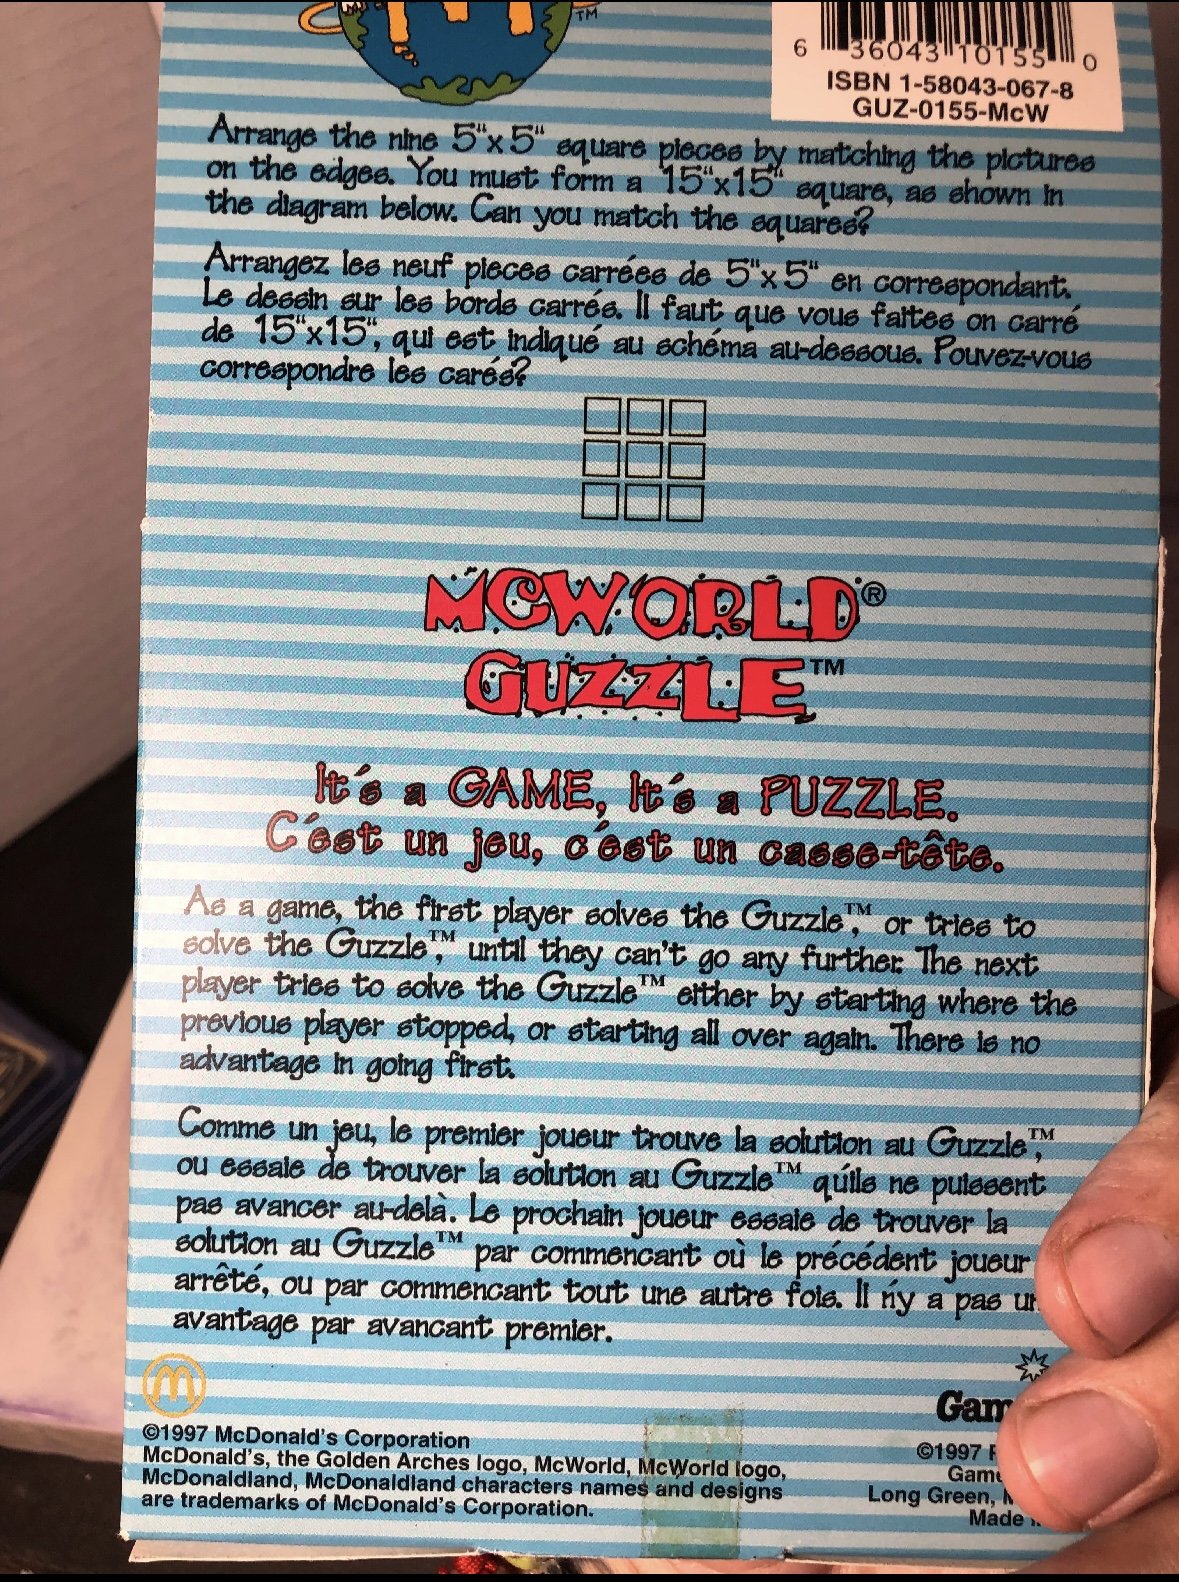 TM
6 36043 10155 0
ISBN 1-58043-067-8
GUZ-0155-McW
Arrange the nine 5"x5" square pieces by matching the pictures
on the edges. You must form a 15"x15" square, as shown in
the diagram below. Can you match the squares?
Arrangez les neuf pieces carrées de 5"x5" en correspondant.
Le dessin sur les bords carrés. Il faut que vous faites on carré
de 15"x15", qui est indiqué au schéma au-dessous. Pouvez-vous
correspondre les carés?
MCWORLD®
GUZZLE™
It's a GAME, It's a PUZZLE.
C'est un jeu, c'est un casse-tête.
As a game, the first player solves the Guzzle™, or tries to
solve the Guzzle™, until they can't go any further. The next
player tries to solve the Guzzle™ either by starting where the
previous player stopped, or starting all over again. There is no
advantage in going first.
Comme un jeu, le premier joueur trouve la solution au Guzzle™,
ou essaie de trouver la solution au Guzzle™ qu'ils ne puissent
pas avancer au-delà. Le prochain joueur essaie de trouver la
solution au Guzzle™ par commencant où le précédent joueur
arrêté, ou par commencant tout une autre fois. Il n'y a pas
avantage par avancant premier.
M
©1997 McDonald's Corporation
McDonald's, the Golden Arches logo, McWorld, McWorld logo,
McDonaldland, McDonaldland characters names and designs
are trademarks of McDonald's Corporation.
©1997
Long Green,
Made